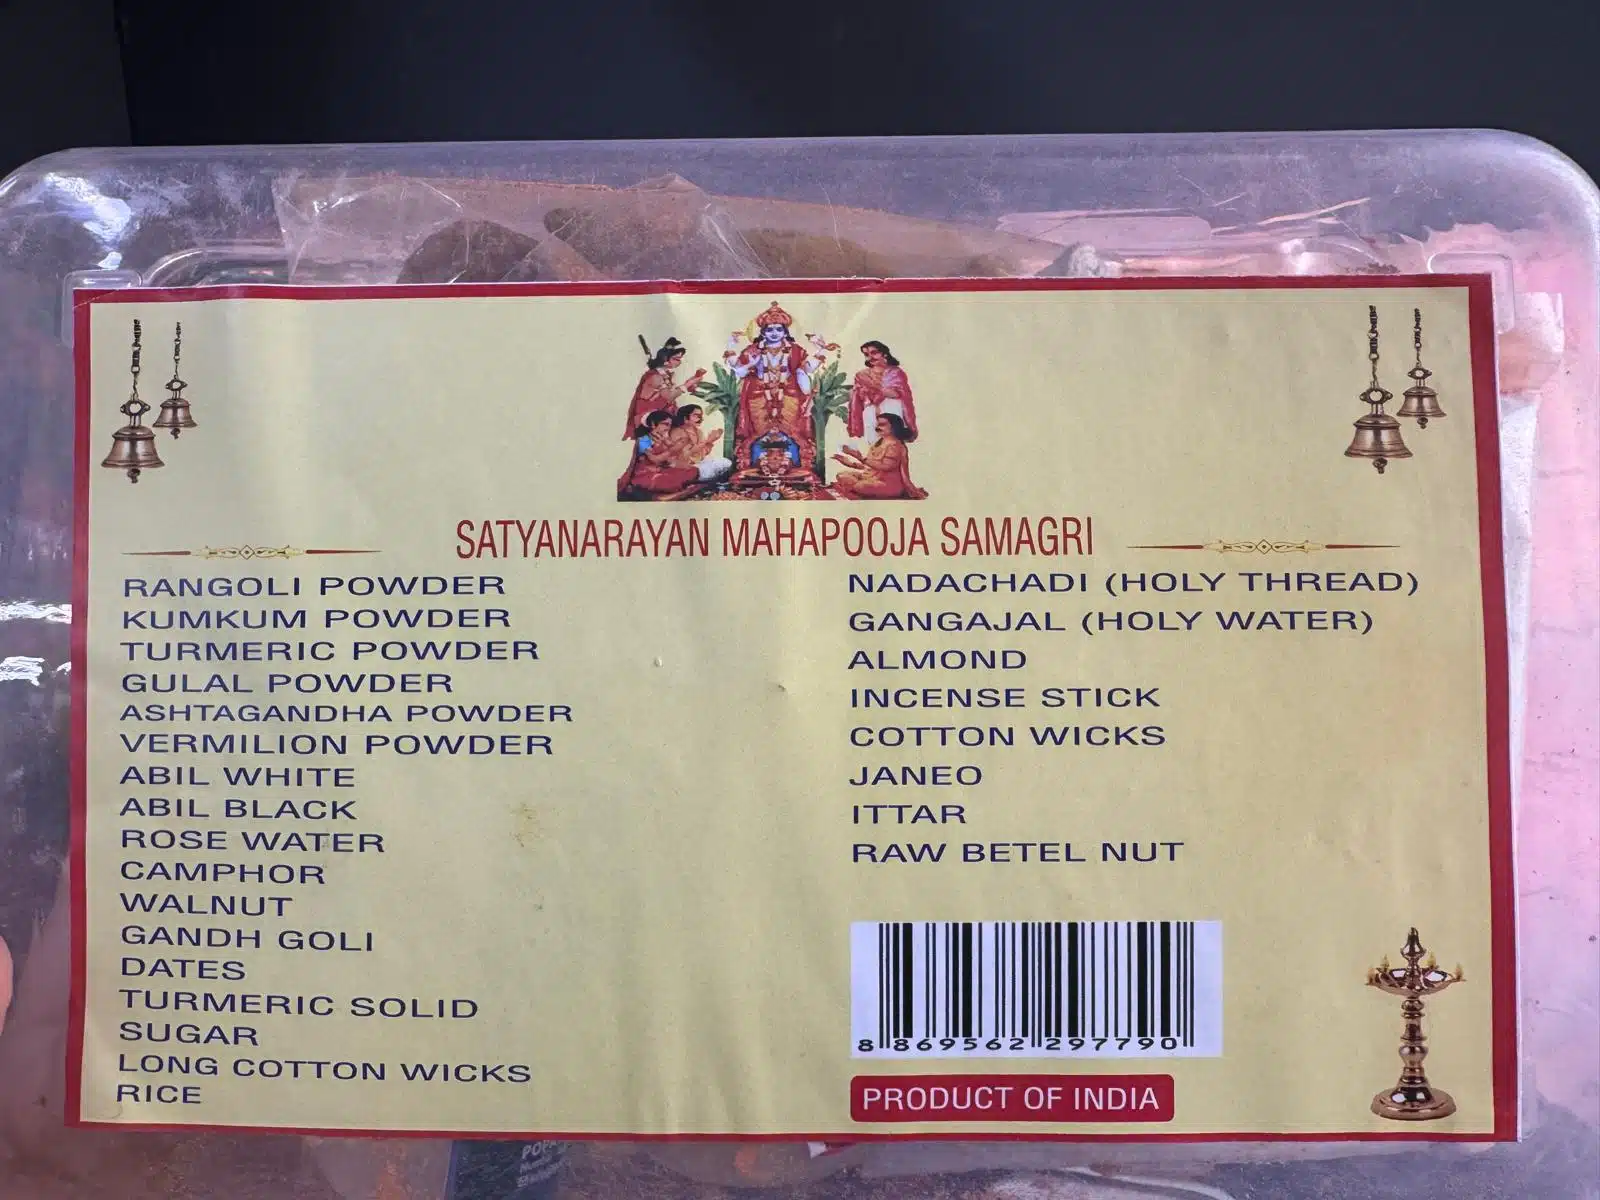 SATYANARAYAN MAHAPOOJA SAMAGRI
RANGOLI POWDER
KUMKUM POWDER
TURMERIC POWDER
GULAL POWDER
ASHTAGANDHA POWDER
VERMILION POWDER
ABIL WHITE
ABIL BLACK
ROSE WATER
CAMPHOR
WALNUT
GANDH GOLI
DATES
TURMERIC SOLID
SUGAR
LONG COTTON WICKS
RICE
NADACHADI (HOLY THREAD)
GANGAJAL (HOLY WATER)
ALMOND
INCENSE STICK
COTTON WICKS
JANEO
ITTAR
RAW BETEL NUT
8 869562 297790
PRODUCT OF INDIA